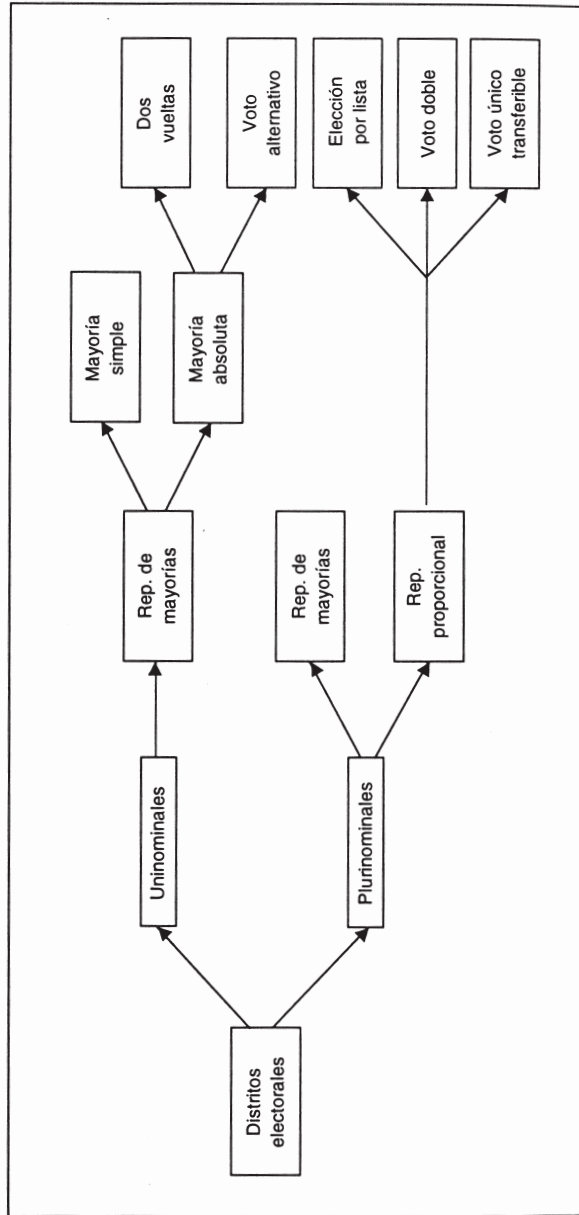 Distritos
electorales
Uninominales
Plurinominales
Rep. de
mayorías
Rep. de
mayorías
Rep.
proporcional
Mayoría
simple
Mayoría
absoluta
Dos
vueltas
Voto
alternativo
Elección
por lista
Voto doble
Voto único
transferible